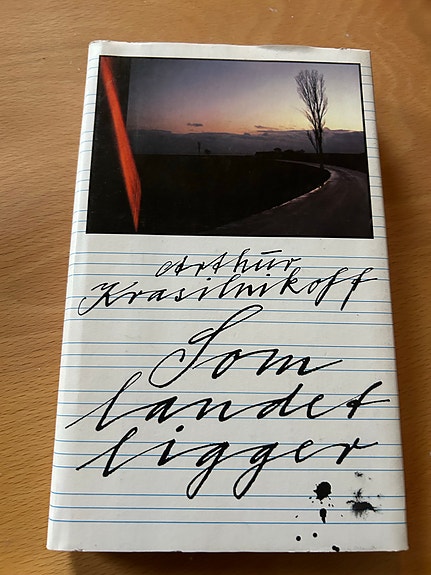 Arthur
Krasilnikoff
Som
landet
ligger